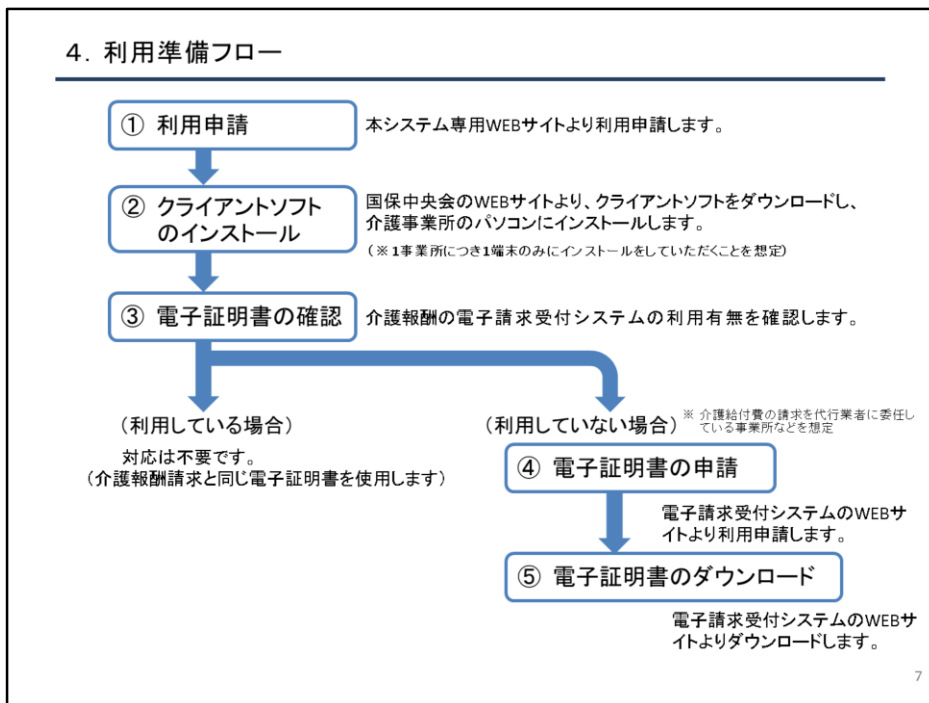 4．利用準備フロー
① 利用申請
本システム専用WEBサイトより利用申請します。
② クライアントソフト
のインストール
国保中央会のWEBサイトより、クライアントソフトをダウンロードし、
介護事業所のパソコンにインストールします。
（※1事業所につき1端末のみにインストールをしていただくことを想定）
③ 電子証明書の確認
介護報酬の電子請求受付システムの利用有無を確認します。
（利用している場合）
対応は不要です。
（介護報酬請求と同じ電子証明書を使用します）
（利用していない場合）
※ 介護給付費の請求を代行業者に委任し
ている事業所などを想定
④ 電子証明書の申請
電子請求受付システムのWEBサ
イトより利用申請します。
⑤ 電子証明書のダウンロード
電子請求受付システムのWEBサ
イトよりダウンロードします。
7